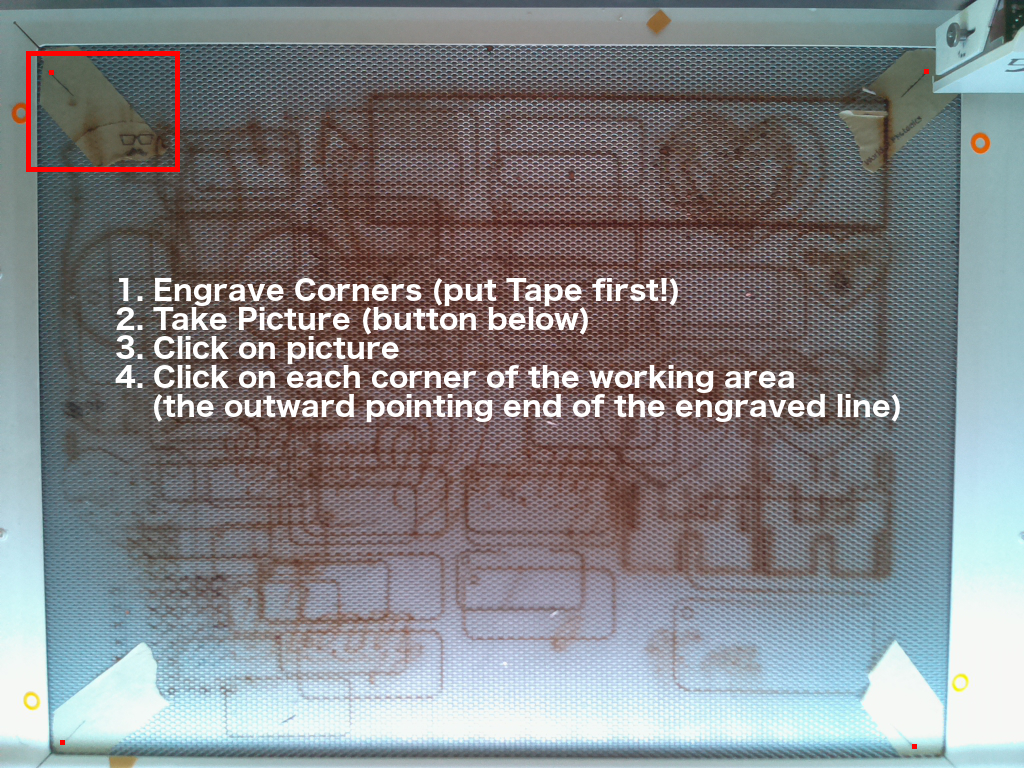 1. Engrave Corners (put Tape first!)
2. Take Picture (button below)
3. Click on picture
4. Click on each corner of the working area
(the outward pointing end of the engraved line)